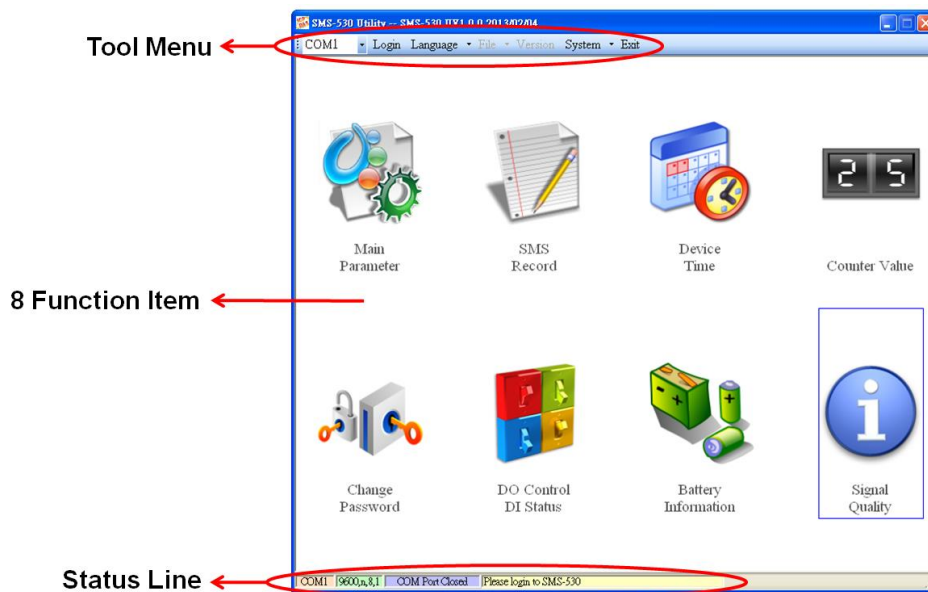 SMS-530 Utility -- SMS-530 UV1.0.0 2013/02/04
Tool Menu
COM1 Login Language File Version System Exit
25
Main
Parameter
SMS
Record
Device
Time
Counter Value
8 Function Item
Change
Password
DO Control
DI Status
Battery
Information
Signal
Quality
Status Line
COM1 9600,n,8,1 COM Port Closed Please login to SMS-530